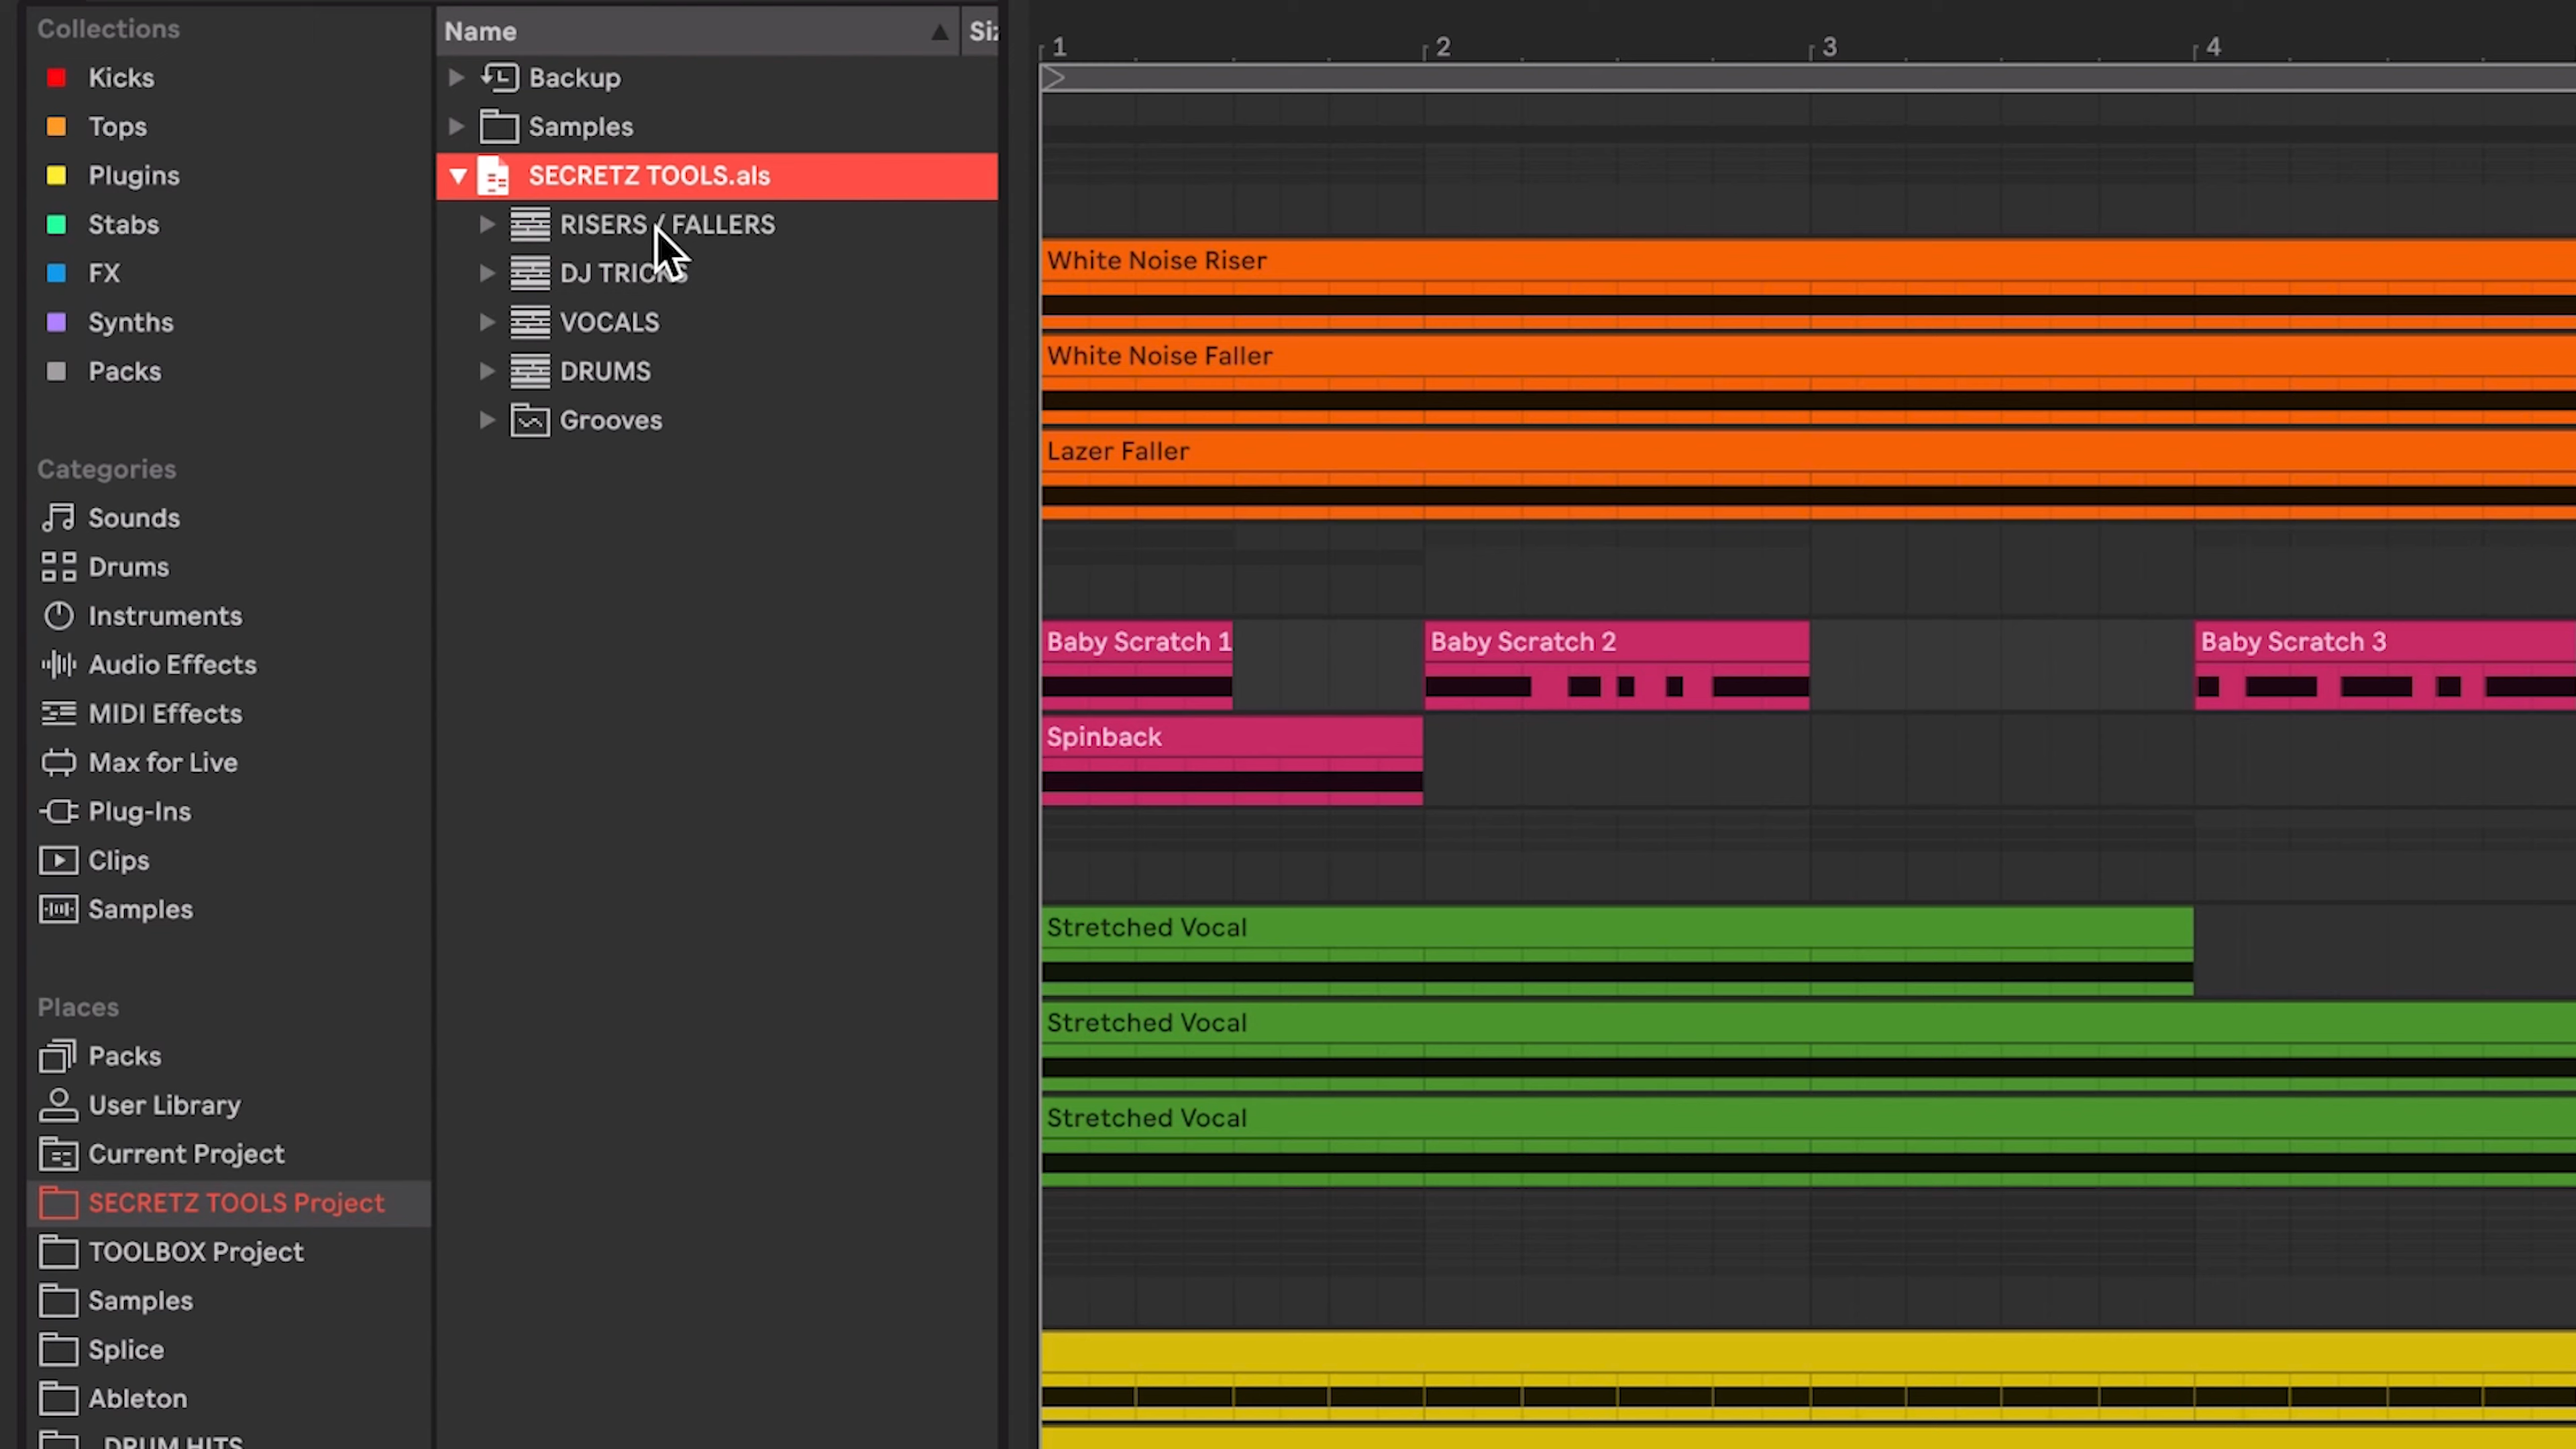 Collections
Kicks
Tops
Plugins
Stabs
FX
Synths
Packs
Categories
Sounds
Drums
Instruments
Audio Effects
MIDI Effects
Max for Live
Plug-Ins
Clips
Samples
Places
Packs
User Library
Current Project
SECRETZ TOOLS Project
TOOLBOX Project
Samples
Splice
Ableton
_DRUM HITS
Name
Backup
Samples
SECRETZ TOOLS.als
RISERS / FALLERS
DJ TRICKS
VOCALS
DRUMS
Grooves
1 2 3 4
White Noise Riser
White Noise Faller
Lazer Faller
Baby Scratch 1 Baby Scratch 2 Baby Scratch 3
Spinback
Stretched Vocal
Stretched Vocal
Stretched Vocal